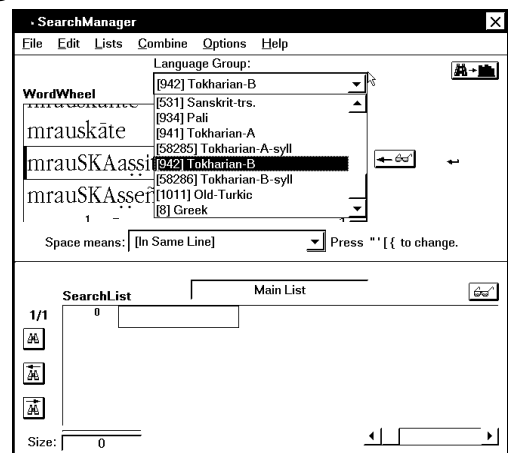 SearchManager
File Edit Lists Combine Options Help
Language Group:
[942] Tokharian-B
WordWheel
[531] Sanskrit-trs.
[934] Pali
mrauskāte
[941] Tokharian-A
[58285] Tokharian-A-syll
mrauSKAaṣṣit
[942] Tokharian-B
[58286] Tokharian-B-syll
mrauSKAṣṣeñ
[1011] Old-Turkic
[8] Greek
Space means: [In Same Line] Press "'[{ to change.
Main List
SearchList
1/1 0
Size: 0